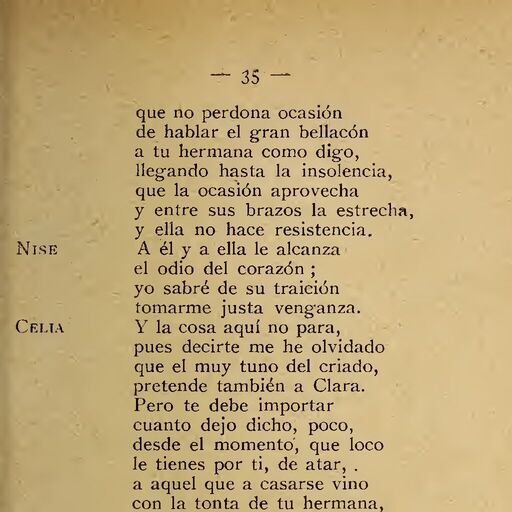 — 35 —
que no perdona ocasión
de hablar el gran bellacón
a tu hermana como digo,
llegando hasta la insolencia,
que la ocasión aprovecha
y entre sus brazos la estrecha,
y ella no hace resistencia.
NISE A él y a ella le alcanza
el odio del corazón ;
yo sabré de su traición
tomarme justa venganza.
CELIA Y la cosa aquí no para,
pues decirte me he olvidado
que el muy tuno del criado,
pretende también a Clara.
Pero te debe importar
cuanto dejo dicho, poco,
desde el momento, que loco
le tienes por ti, de atar, .
a aquel que a casarse vino
con la tonta de tu hermana,